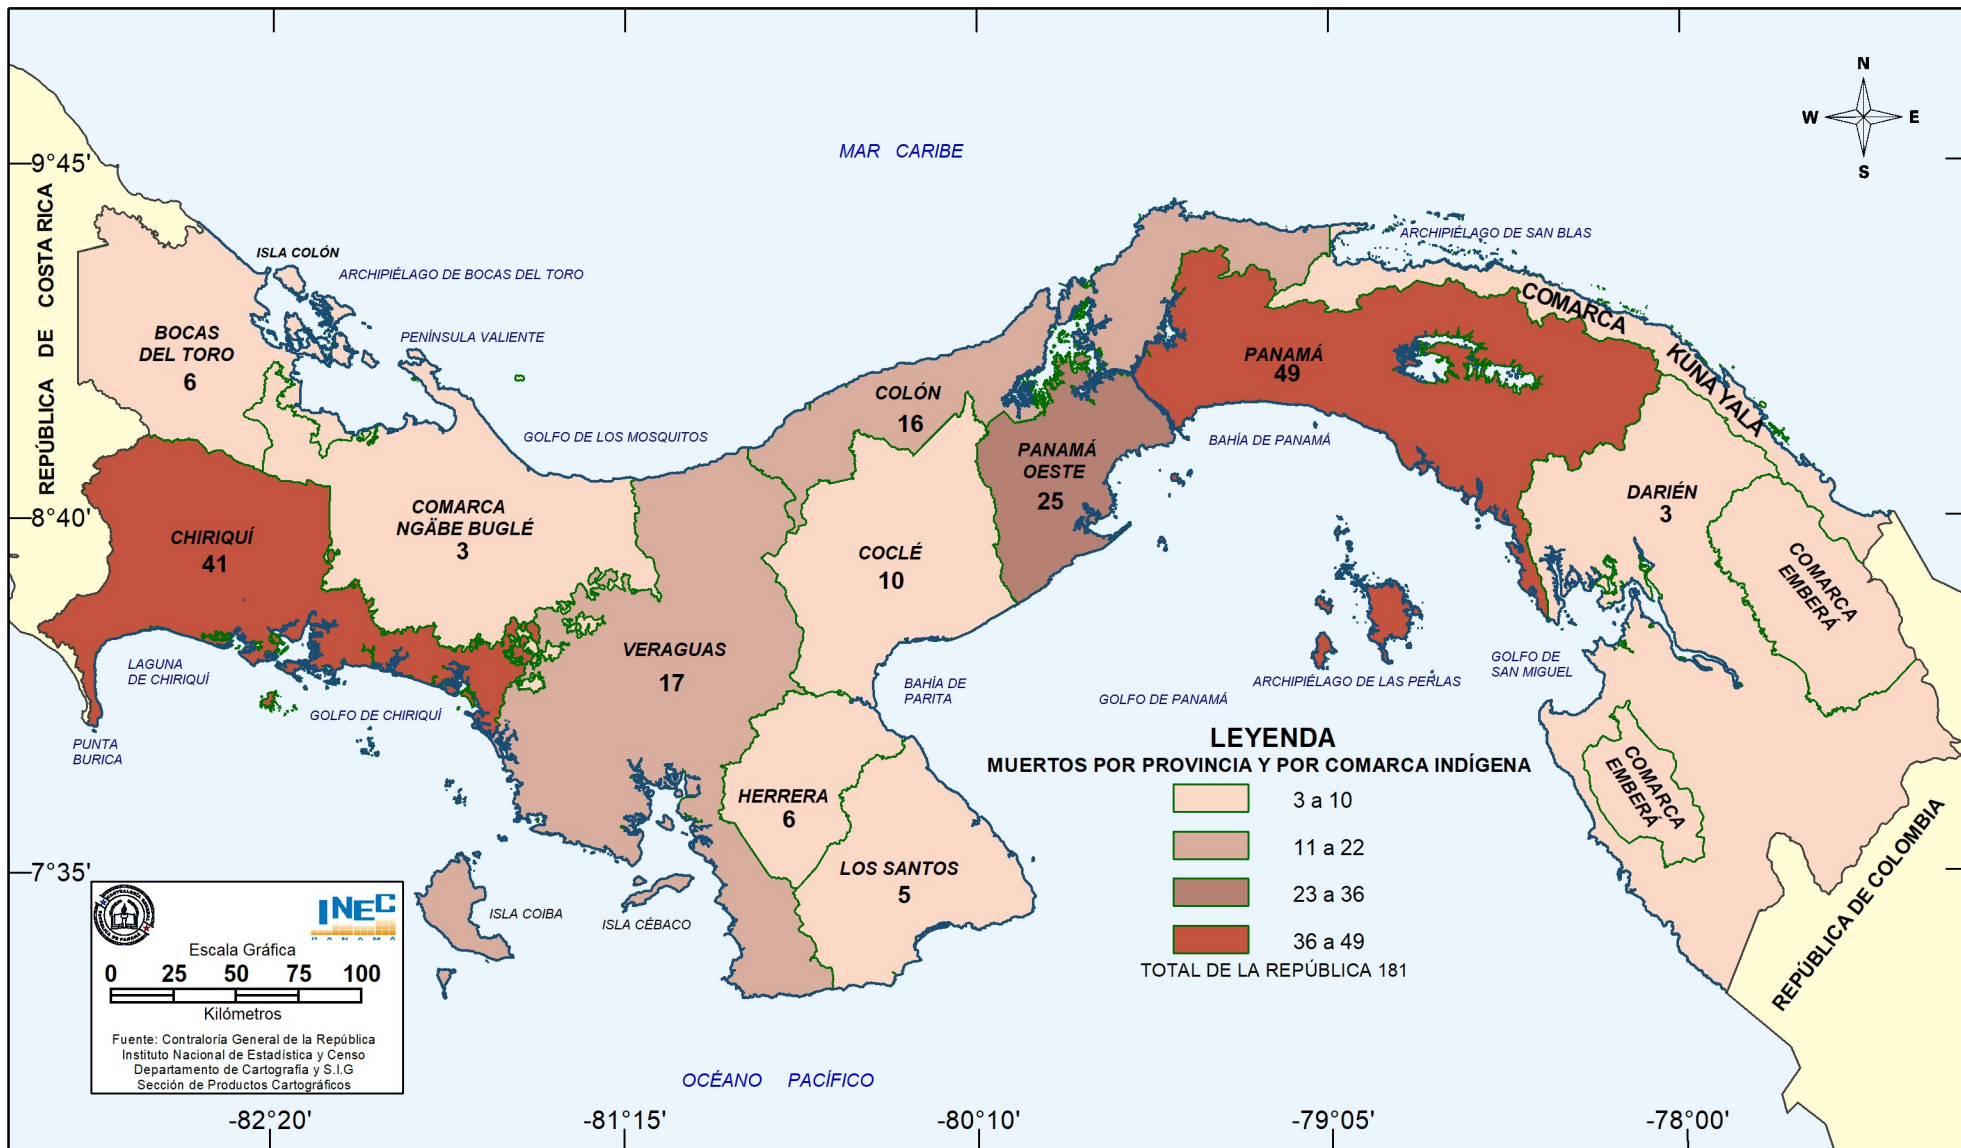 N
W E
S
MAR CARIBE
9°45'
8°40'
7°35'
REPÚBLICA DE COSTA RICA
ISLA COLÓN
ARCHIPIÉLAGO DE BOCAS DEL TORO
ARCHIPIÉLAGO DE SAN BLAS
BOCAS
DEL TORO
6
PENÍNSULA VALIENTE
COMARCA
KUNA YALA
PANAMÁ
49
COLÓN
16
GOLFO DE LOS MOSQUITOS
BAHÍA DE PANAMÁ
PANAMÁ
OESTE
25
COMARCA
NGÄBE BUGLÉ
3
CHIRIQUÍ
41
COCLÉ
10
DARIÉN
3
COMARCA
EMBERÁ
VERAGUAS
17
LAGUNA
DE CHIRIQUÍ
GOLFO DE CHIRIQUÍ
PUNTA
BURICA
BAHÍA DE
PARITA
GOLFO DE PANAMÁ
ARCHIPIÉLAGO DE LAS PERLAS
GOLFO DE
SAN MIGUEL
COMARCA
EMBERÁ
HERRERA
6
LOS SANTOS
5
ISLA COIBA
ISLA CÉBACO
REPÚBLICA DE COLOMBIA
LEYENDA
MUERTOS POR PROVINCIA Y POR COMARCA INDÍGENA
3 a 10
11 a 22
23 a 36
36 a 49
TOTAL DE LA REPÚBLICA 181
INEC
PANAMÁ
Escala Gráfica
0 25 50 75 100
Kilómetros
Fuente: Contraloría General de la República
Instituto Nacional de Estadística y Censo
Departamento de Cartografía y S.I.G
Sección de Productos Cartográficos
OCÉANO PACÍFICO
-82°20' -81°15' -80°10' -79°05' -78°00'